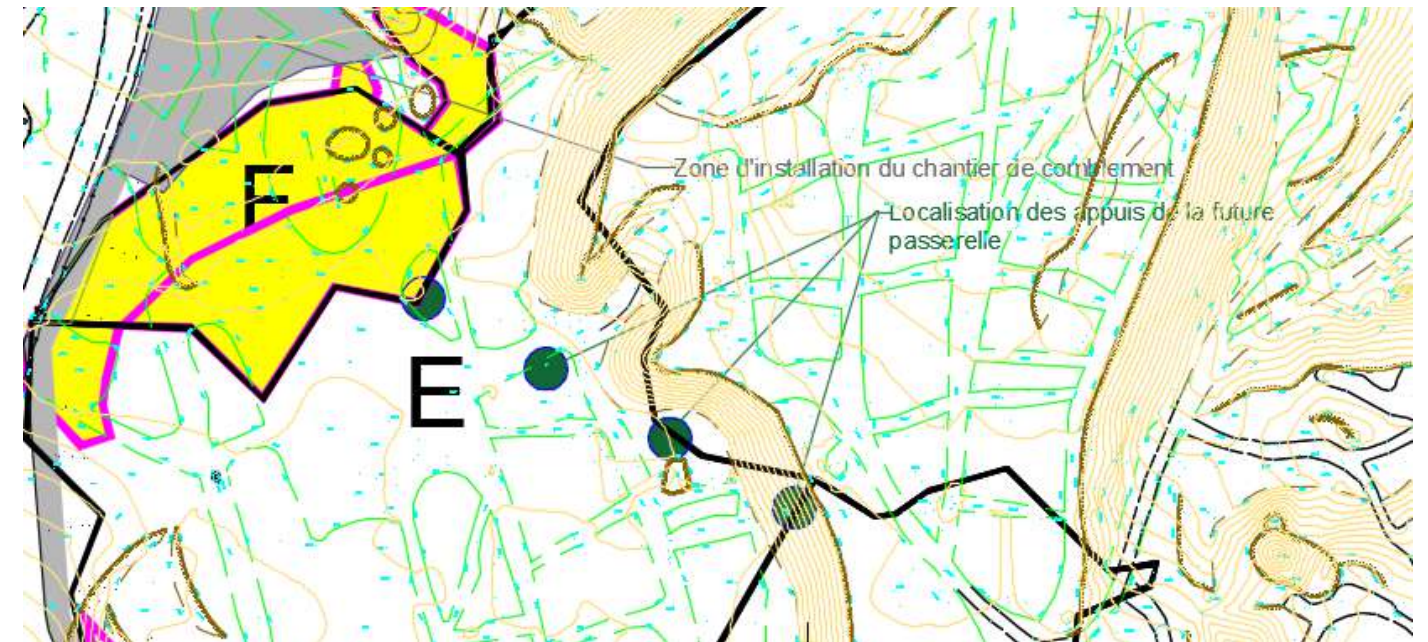 F
Zone d'installation du chantier de comblement
Localisation des appuis de la future
passerelle
E